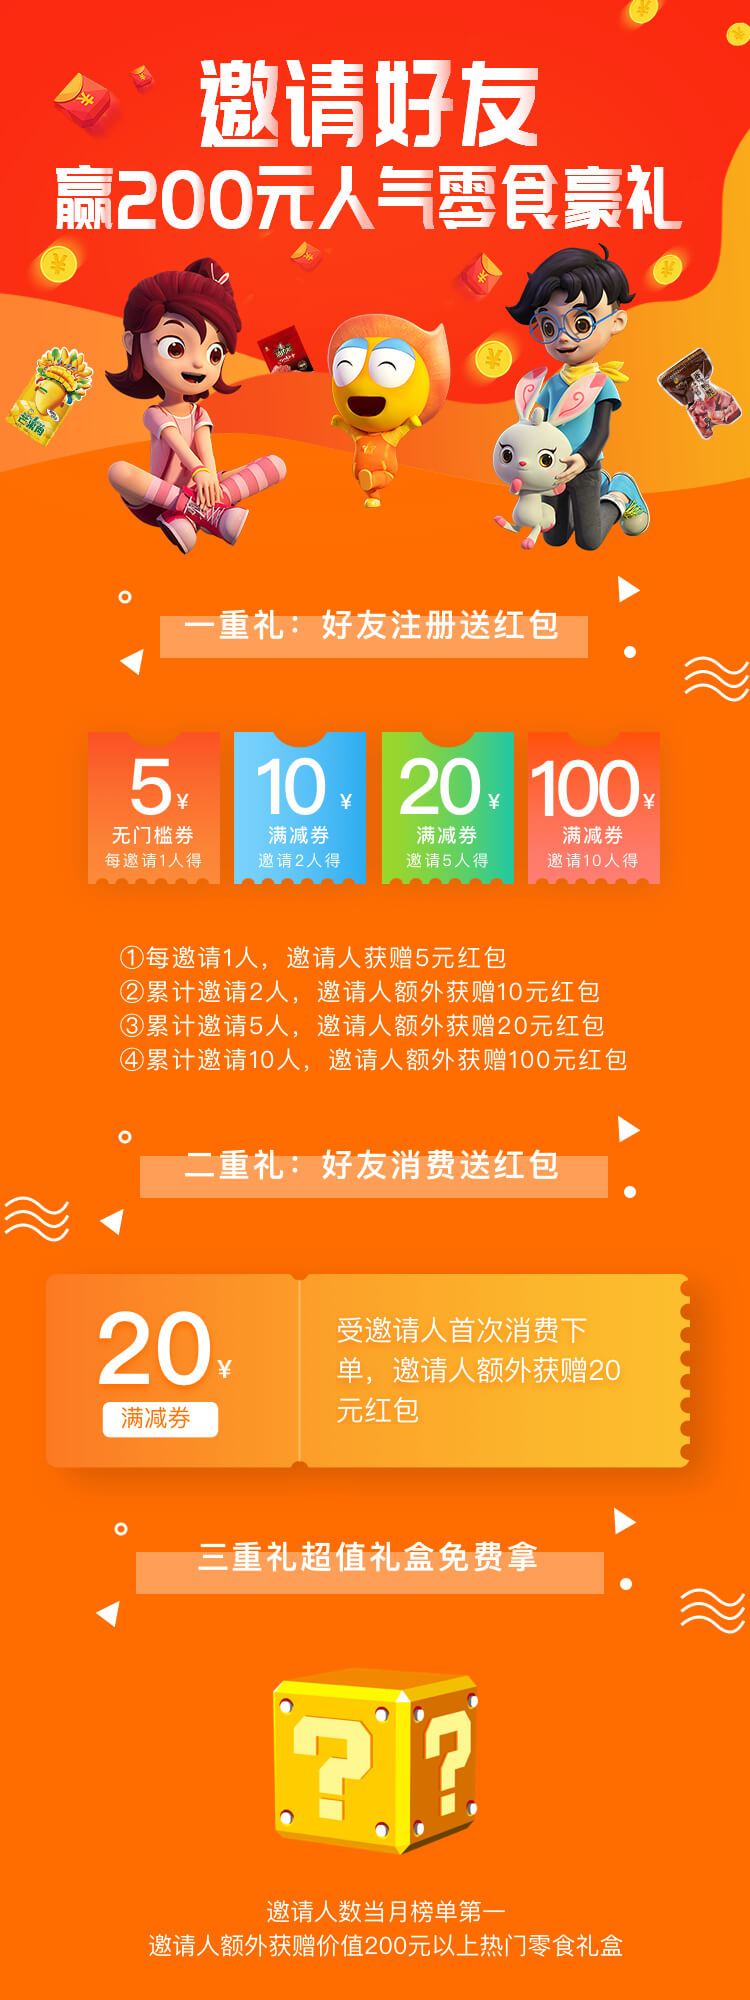 邀请好友
赢200元人气零食豪礼
一重礼：好友注册送红包
5¥
无门槛券
每邀请1人得
10¥
满减券
邀请2人得
20¥
满减券
邀请5人得
100¥
满减券
邀请10人得
①每邀请1人，邀请人获赠5元红包
②累计邀请2人，邀请人额外获赠10元红包
③累计邀请5人，邀请人额外获赠20元红包
④累计邀请10人，邀请人额外获赠100元红包
二重礼：好友消费送红包
20¥
满减券
受邀请人首次消费下
单，邀请人额外获赠20
元红包
三重礼超值礼盒免费拿
邀请人数当月榜单第一
邀请人额外获赠价值200元以上热门零食礼盒